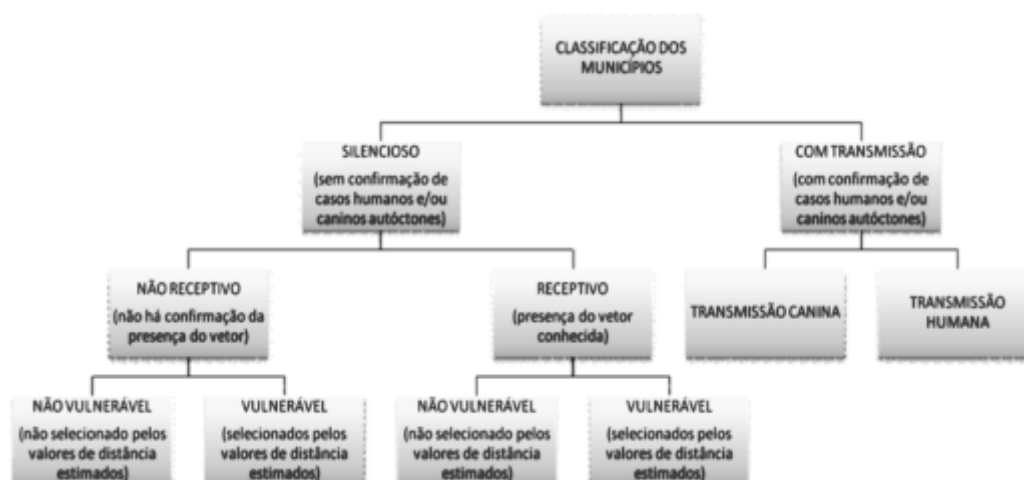 CLASSIFICAÇÃO DOS
MUNICÍPIOS
SILENCIOSO
(sem confirmação de
casos humanos e/ou
caninos autóctones)
COM TRANSMISSÃO
(com confirmação de
casos humanos e/ou
caninos autóctones)
NÃO RECEPTIVO
(não há confirmação da
presença do vetor)
RECEPTIVO
(presença do vetor
conhecida)
TRANSMISSÃO CANINA
TRANSMISSÃO
HUMANA
NÃO VULNERÁVEL
(não selecionado pelos
valores de distância
estimados)
VULNERÁVEL
(selecionados pelos
valores de distância
estimados)
NÃO VULNERÁVEL
(não selecionado pelos
valores de distância
estimados)
VULNERÁVEL
(selecionados pelos
valores de distância
estimados)